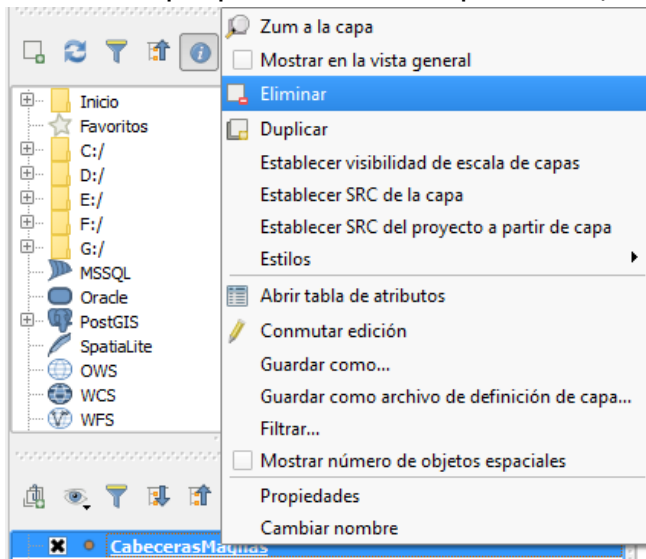 Zum a la capa
Mostrar en la vista general
Eliminar
Duplicar
Establecer visibilidad de escala de capas
Establecer SRC de la capa
Establecer SRC del proyecto a partir de capa
Estilos
Abrir tabla de atributos
Conmutar edición
Guardar como...
Guardar como archivo de definición de capa...
Filtrar...
Mostrar número de objetos espaciales
Propiedades
Cambiar nombre
Inicio
Favoritos
C:/
D:/
E:/
F:/
G:/
MSSQL
Oracle
PostGIS
SpatiaLite
OWS
WCS
WFS
CabecerasMagnas